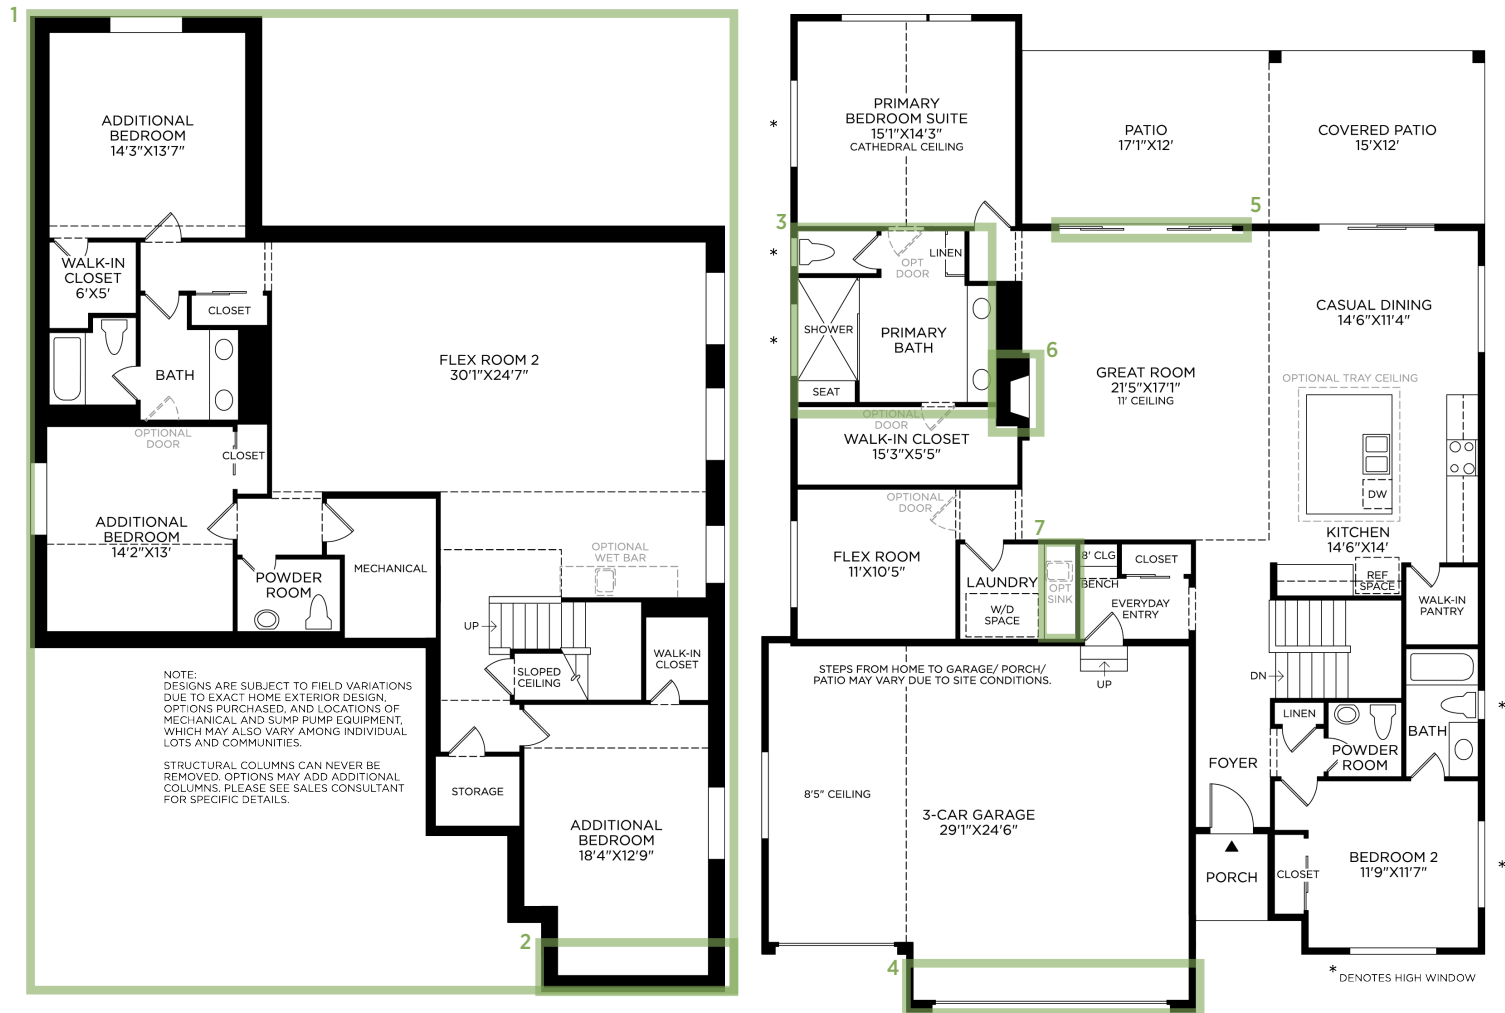 1
ADDITIONAL
BEDROOM
14'3"X13'7"
WALK-IN
CLOSET
6'X5'
CLOSET
BATH
OPTIONAL
DOOR
CLOSET
FLEX ROOM 2
30'1"X24'7"
ADDITIONAL
BEDROOM
14'2"X13'
POWDER
ROOM
MECHANICAL
OPTIONAL
WET BAR
UP
SLOPED
CEILING
WALK-IN
CLOSET
STORAGE
ADDITIONAL
BEDROOM
18'4"X12'9"
2
NOTE:
DESIGNS ARE SUBJECT TO FIELD VARIATIONS
DUE TO EXACT HOME EXTERIOR DESIGN,
OPTIONS PURCHASED, AND LOCATIONS OF
MECHANICAL AND SUMP PUMP EQUIPMENT,
WHICH MAY ALSO VARY AMONG INDIVIDUAL
LOTS AND COMMUNITIES.
STRUCTURAL COLUMNS CAN NEVER BE
REMOVED. OPTIONS MAY ADD ADDITIONAL
COLUMNS. PLEASE SEE SALES CONSULTANT
FOR SPECIFIC DETAILS.
PRIMARY
BEDROOM SUITE
15'1"X14'3"
CATHEDRAL CEILING
*
PATIO
17'1"X12'
COVERED PATIO
15'X12'
3
5
*
OPT
DOOR
LINEN
SHOWER
*
SEAT
PRIMARY
BATH
6
OPTIONAL
DOOR
WALK-IN CLOSET
15'3"X5'5"
GREAT ROOM
21'5"X17'1"
11' CEILING
CASUAL DINING
14'6"X11'4"
OPTIONAL TRAY CEILING
DW
KITCHEN
14'6"X14'
REF
SPACE
WALK-IN
PANTRY
OPTIONAL
DOOR
FLEX ROOM
11'X10'5"
LAUNDRY
W/D
SPACE
7
OPT
SINK
8' CLG
BENCH
CLOSET
EVERYDAY
ENTRY
UP
STEPS FROM HOME TO GARAGE/ PORCH/
PATIO MAY VARY DUE TO SITE CONDITIONS.
8'5" CEILING
3-CAR GARAGE
29'1"X24'6"
4
DN
LINEN
POWDER
ROOM
BATH
*
FOYER
PORCH
CLOSET
BEDROOM 2
11'9"X11'7"
*
* DENOTES HIGH WINDOW